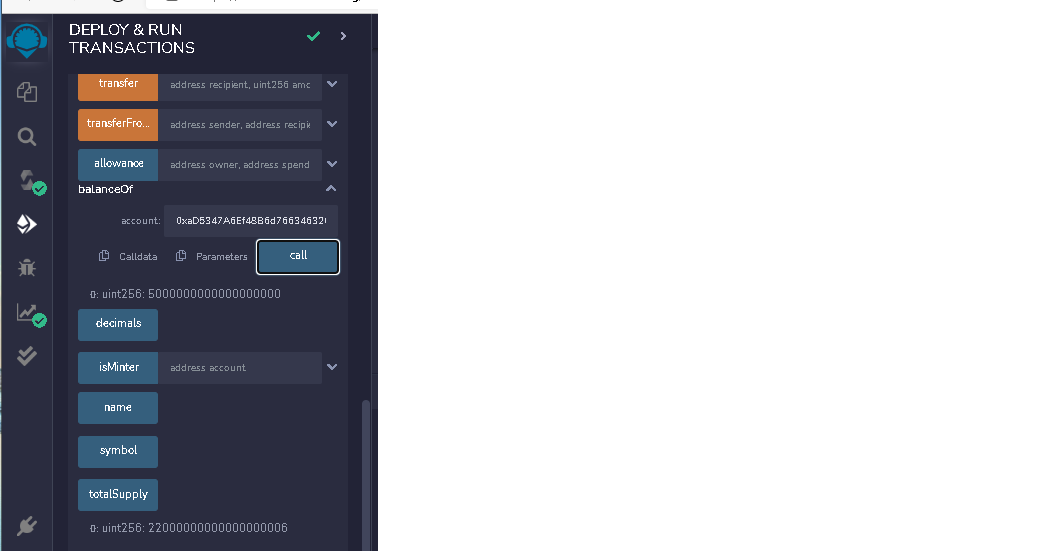 DEPLOY & RUN
TRANSACTIONS
transfer address recipient, uint256 amc
transferFro... address sender, address recipi
allowance address owner, address spend
balanceOf
account: 0xaD5347A6Ef48B6d76634632
Calldata Parameters call
0: uint256: 5000000000000000000
decimals
isMinter address account
name
symbol
totalSupply
0: uint256: 22000000000000000006